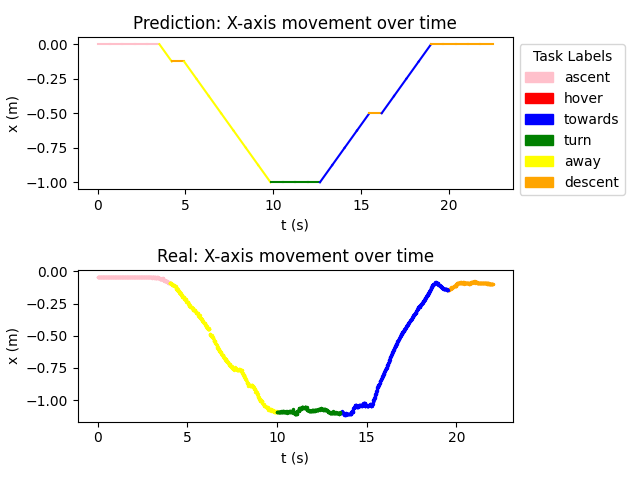 Prediction: X-axis movement over time
0.00
−0.25
−0.50
−0.75
−1.00
x (m)
0 5 10 15 20
t (s)
Task Labels
ascent
hover
towards
turn
away
descent
Real: X-axis movement over time
0.00
−0.25
−0.50
−0.75
−1.00
x (m)
0 5 10 15 20
t (s)